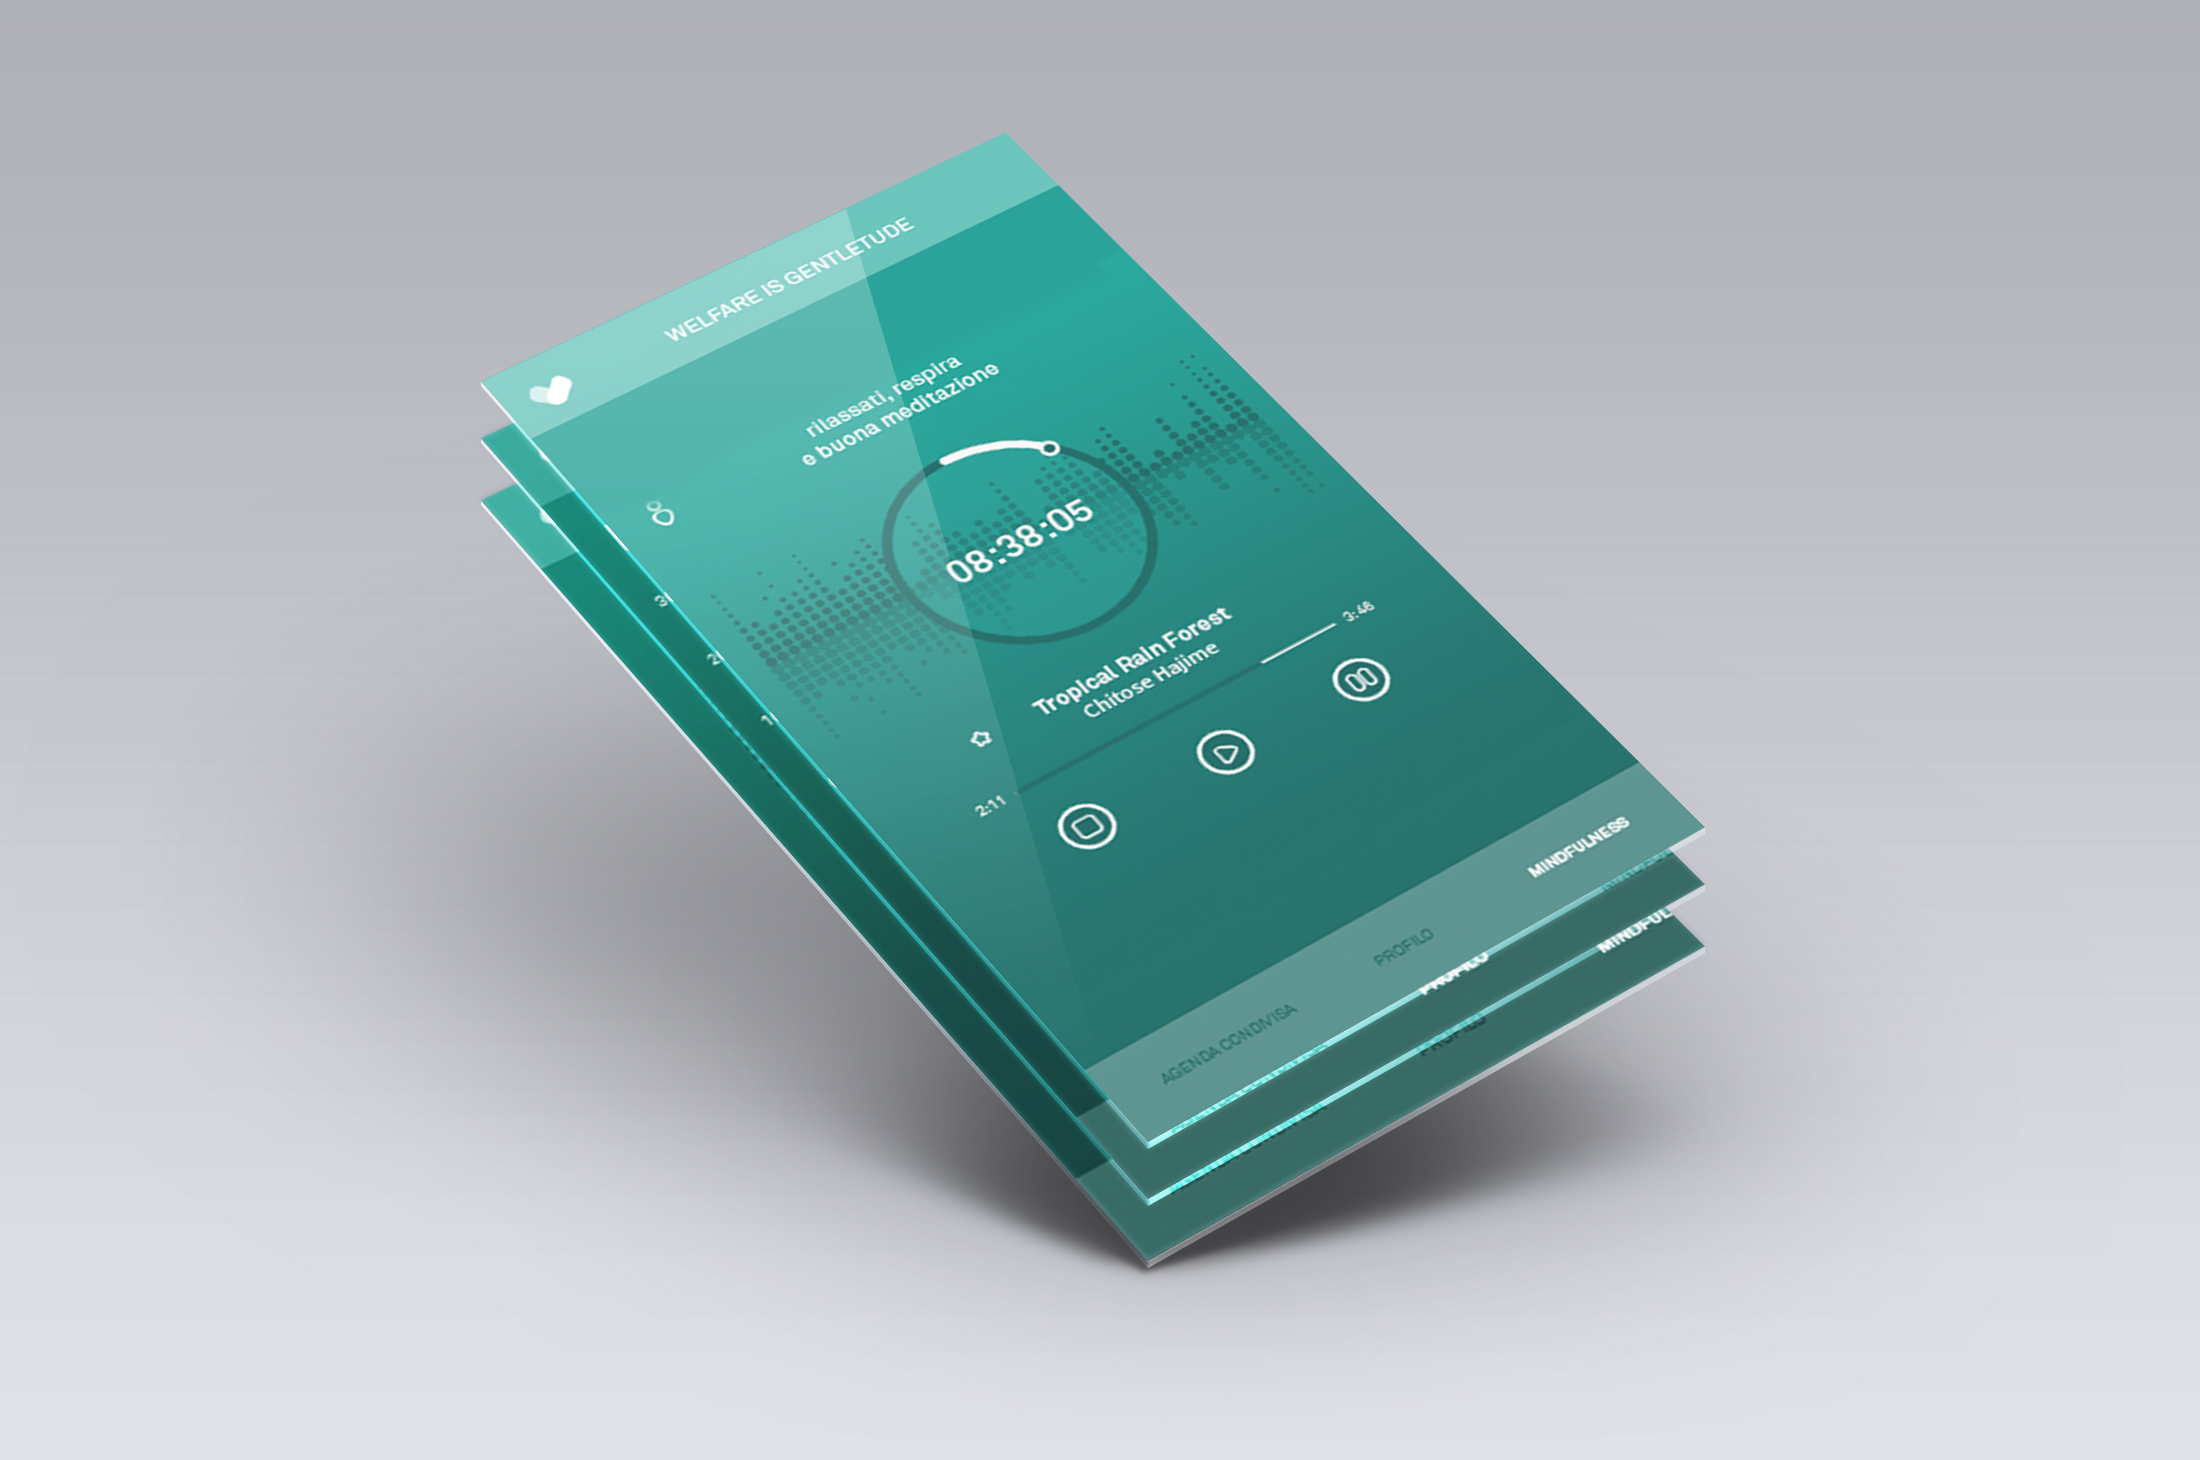 WELFARE IS GENTLETUDE
rilassati, respira
e buona meditazione
08:38:05
Tropical Rain Forest
Chitose Hajime
2:11
3:46
AGENDA CONDIVISA
PROFILO
MINDFULNESS
PROFILO
MINDFUL
PROFILO